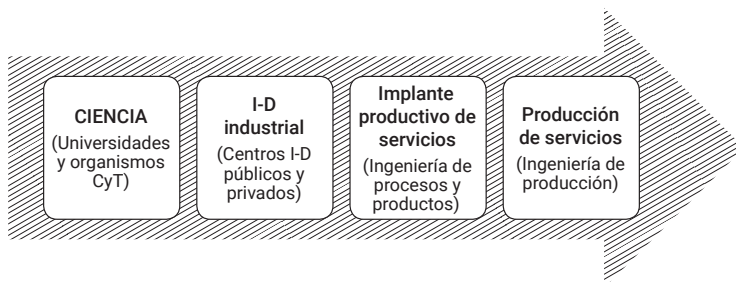 CIENCIA
(Universidades
y organismos
CyT)
I-D
industrial
(Centros I-D
públicos y
privados)
Implante
productivo de
servicios
(Ingeniería de
procesos y
productos)
Producción
de servicios
(Ingeniería de
producción)